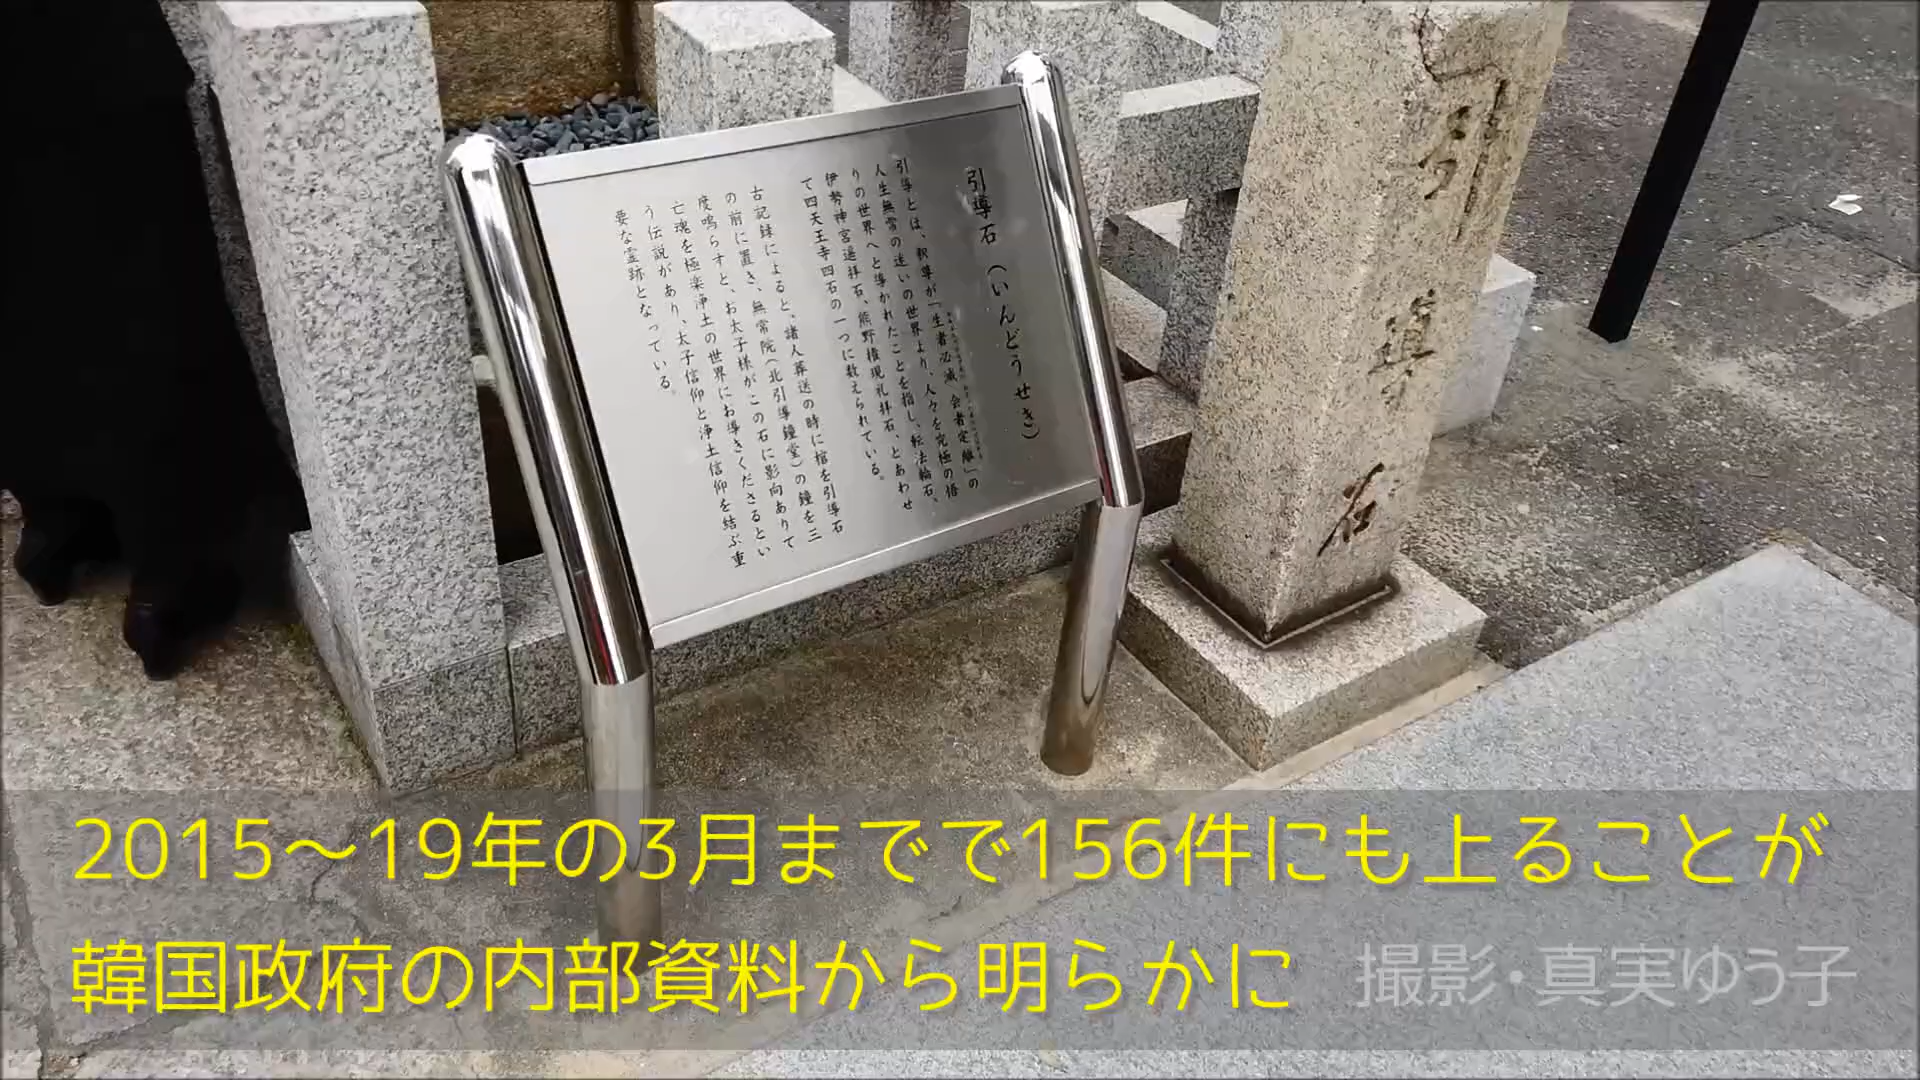 引導石（いんどうせき）
引導とは、釈尊が「生者必滅、会者定離」の
人生無常の迷いの世界より、人々を究極の悟
りの世界へと導かれたことを指し、転法輪石、
伊勢神宮遥拝石、熊野権現礼拝石、とあわせ
て四天王寺四石の一つに数えられている。
古記録によると、諸人葬送の時に棺を引導石
の前に置き、無常院（北引導鐘堂）の鐘を三
度鳴らすと、お太子様がこの石に影向ありて
亡魂を極楽浄土の世界にお導きくださるとい
う伝説があり、太子信仰と浄土信仰を結ぶ重
要な霊跡となっている。
引導石
2015～19年の3月までで156件にも上ることが
韓国政府の内部資料から明らかに
撮影・真実ゆう子